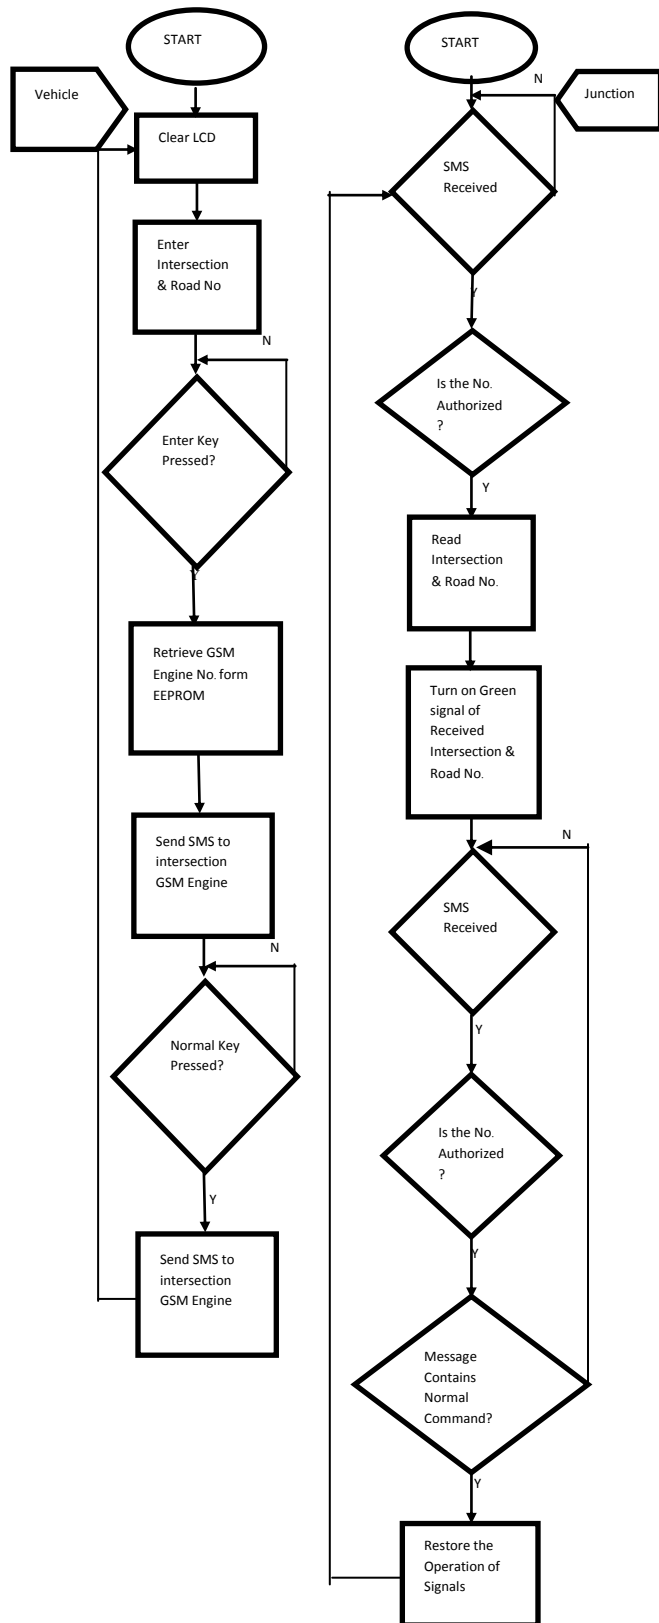 START
Vehicle
Clear LCD
Enter
Intersection
& Road No
N
Enter Key
Pressed?
Y
Retrieve GSM
Engine No. form
EEPROM
Send SMS to
intersection
GSM Engine
N
Normal Key
Pressed?
Y
Send SMS to
intersection
GSM Engine
START
N
Junction
SMS
Received
Y
Is the No.
Authorized
?
Y
Read
Intersection
& Road No.
Turn on Green
signal of
Received
Intersection &
Road No.
N
SMS
Received
Y
Is the No.
Authorized
?
Y
Message
Contains
Normal
Command?
Y
Restore the
Operation of
Signals